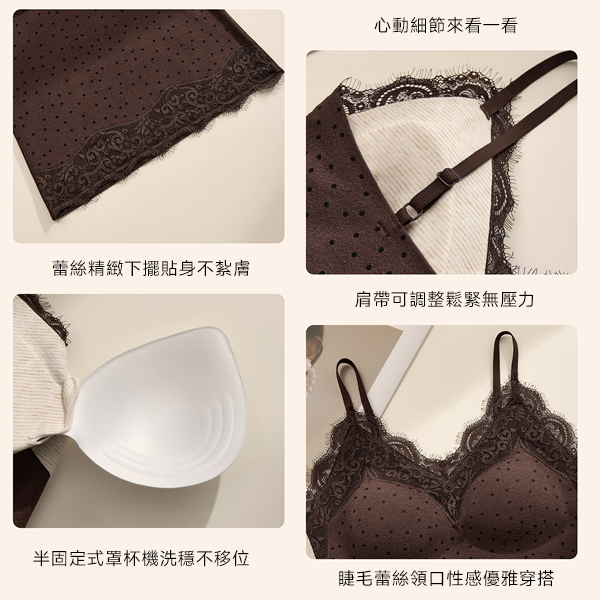 心動細節來看一看
蕾絲精緻下擺貼身不紮膚
肩帶可調整鬆緊無壓力
半固定式罩杯機洗穩不移位
睫毛蕾絲領口性感優雅穿搭